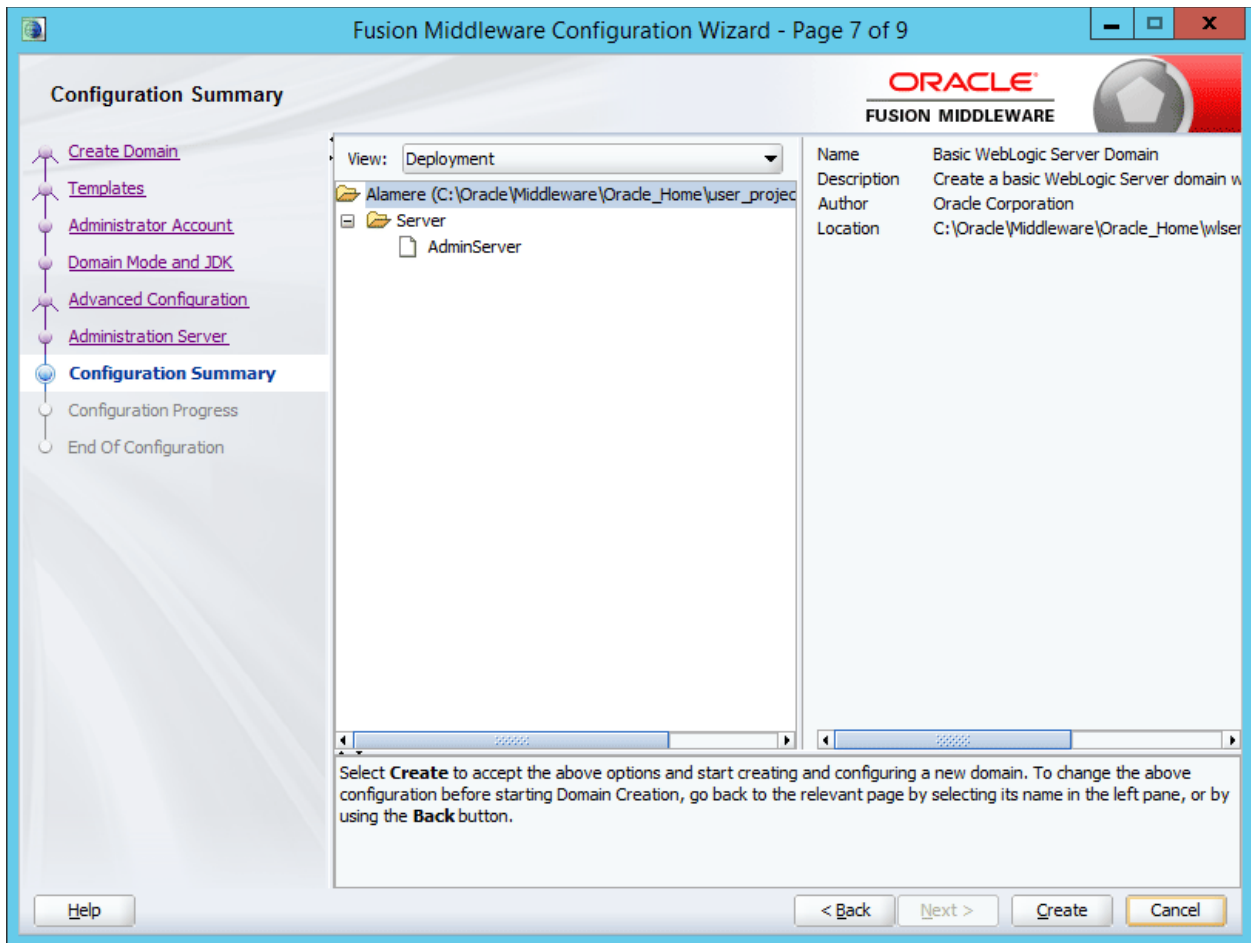 Fusion Middleware Configuration Wizard - Page 7 of 9
Configuration Summary
ORACLE
FUSION MIDDLEWARE
Create Domain
Templates
Administrator Account
Domain Mode and JDK
Advanced Configuration
Administration Server
Configuration Summary
Configuration Progress
End Of Configuration
View: Deployment
Alamere (C:\Oracle\Middleware\Oracle_Home\user_projec
Server
AdminServer
Name Basic WebLogic Server Domain
Description Create a basic WebLogic Server domain w
Author Oracle Corporation
Location C:\Oracle\Middleware\Oracle_Home\wlser
Select Create to accept the above options and start creating and configuring a new domain. To change the above
configuration before starting Domain Creation, go back to the relevant page by selecting its name in the left pane, or by
using the Back button.
Help
< Back
Next >
Create
Cancel